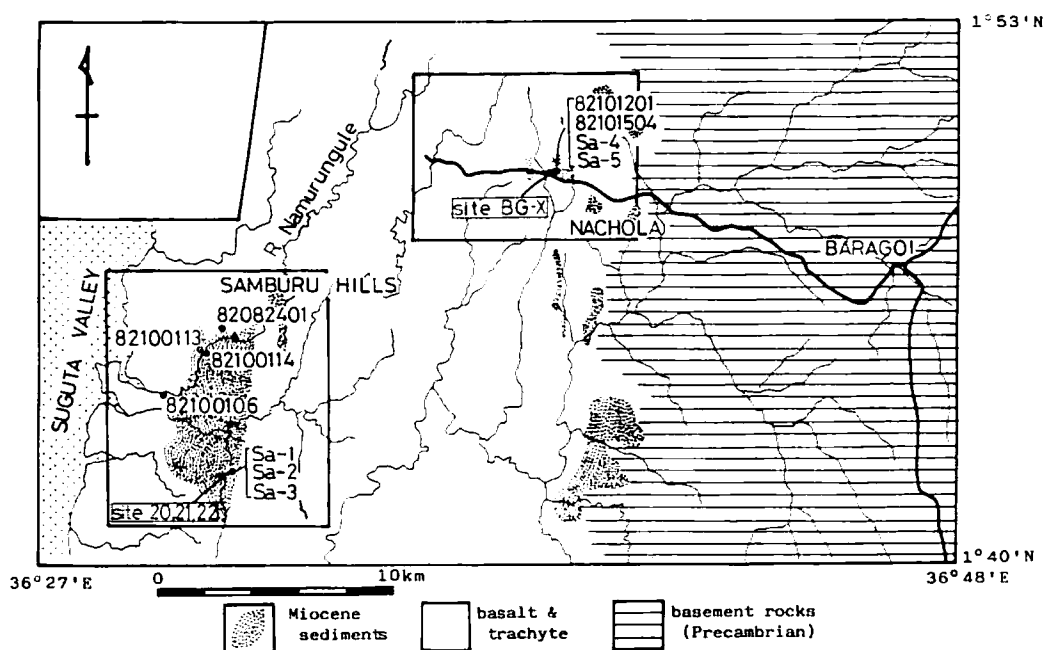 1°53'N
82101201
82101504
Sa-4
Sa-5
R. Namurungule
site BG-X
NACHOLA
BARAGOI
SUGUTA VALLEY
SAMBURU HILLS
82082401
82100113
82100114
82100106
Sa-1
Sa-2
Sa-3
site 20,21,22
1°40'N
36°27'E
36°48'E
0
10km
Miocene
sediments
basalt &
trachyte
basement rocks
(Precambrian)